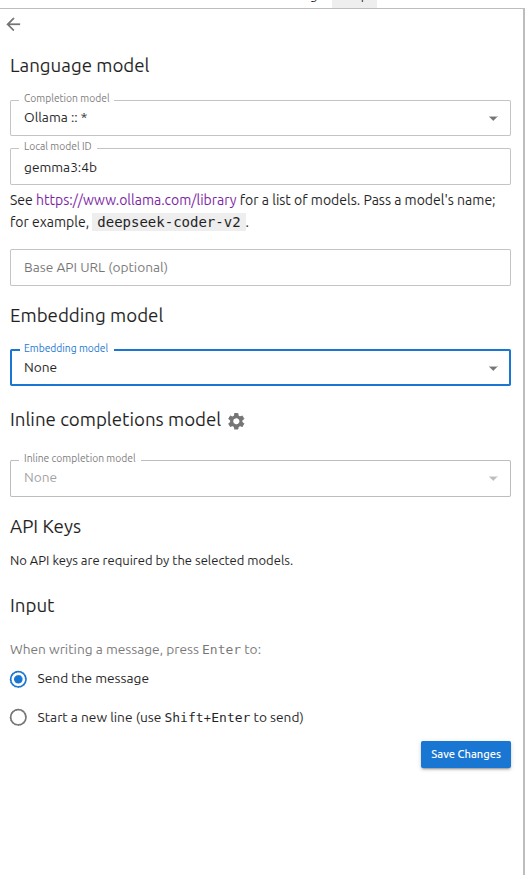 Language model
Completion model
Ollama :: *
Local model ID
gemma3:4b
See https://www.ollama.com/library for a list of models. Pass a model's name;
for example, deepseek-coder-v2.
Base API URL (optional)
Embedding model
Embedding model
None
Inline completions model
Inline completion model
None
API Keys
No API keys are required by the selected models.
Input
When writing a message, press Enter to:
Send the message
Start a new line (use Shift+Enter to send)
Save Changes